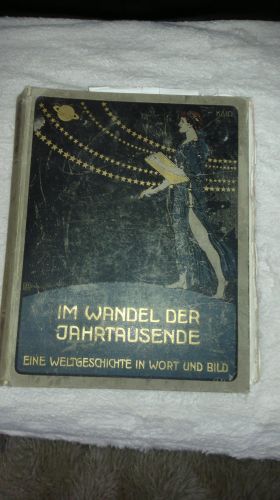 IM WANDEL DER
JAHRTAUSENDE
EINE WELTGESCHICHTE IN WORT UND BILD